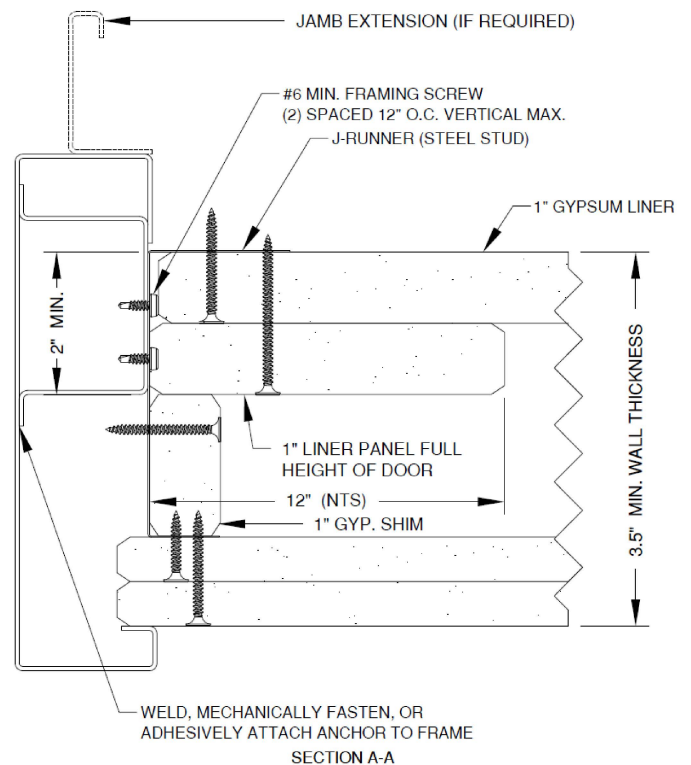 JAMB EXTENSION (IF REQUIRED)
#6 MIN. FRAMING SCREW
(2) SPACED 12" O.C. VERTICAL MAX.
J-RUNNER (STEEL STUD)
1" GYPSUM LINER
2" MIN.
3.5" MIN. WALL THICKNESS
1" LINER PANEL FULL
HEIGHT OF DOOR
12" (NTS)
1" GYP. SHIM
WELD, MECHANICALLY FASTEN, OR
ADHESIVELY ATTACH ANCHOR TO FRAME
SECTION A-A